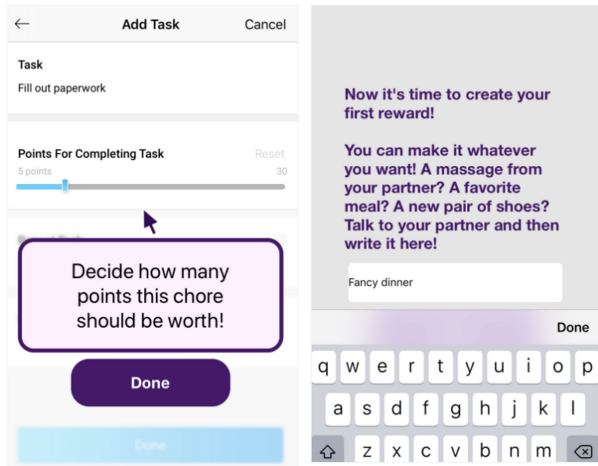 Add Task
Cancel
Task
Fill out paperwork
Points For Completing Task
Reset
5 points
30
Decide how many
points this chore
should be worth!
Done
Done
Now it's time to create your
first reward!
You can make it whatever
you want! A massage from
your partner? A favorite
meal? A new pair of shoes?
Talk to your partner and then
write it here!
Fancy dinner
Done
q w e r t y u i o p
a s d f g h j k l
z x c v b n m